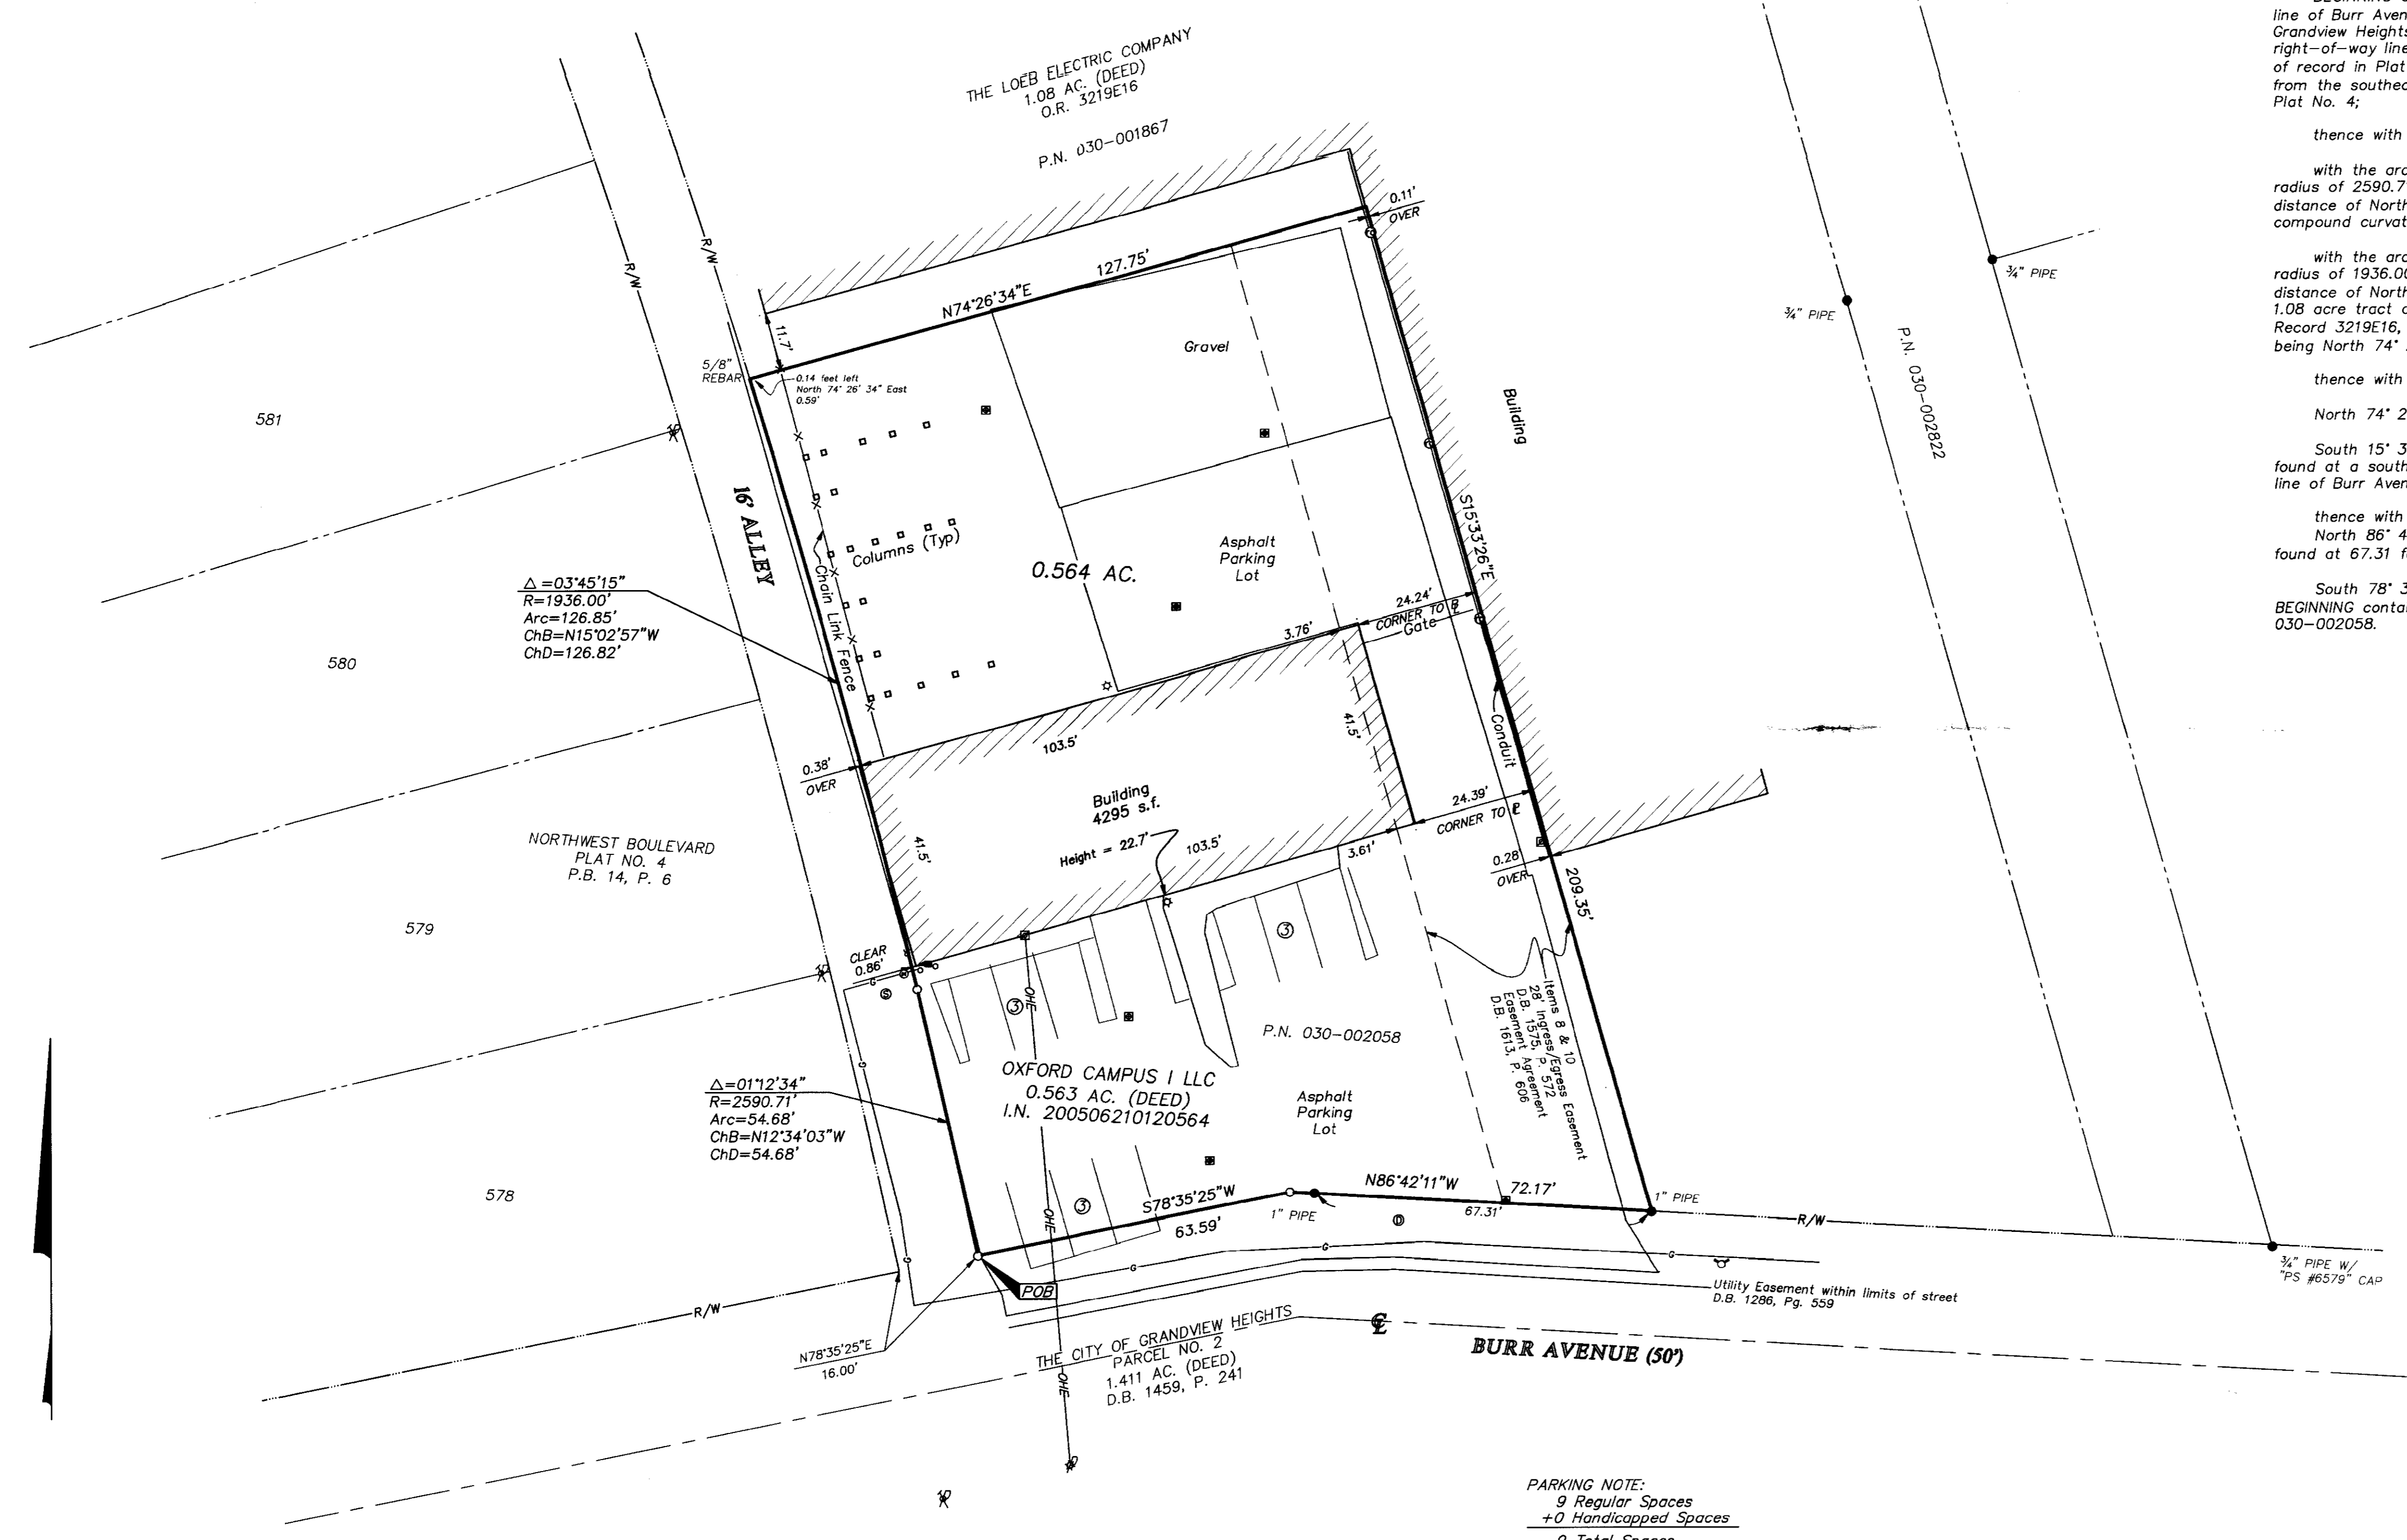 THE LOEB ELECTRIC COMPANY
1.08 AC. (DEED)
O.R. 3219E16
P.N. 030-001867
R/W
R/W
0.11'
OVER
127.75'
N74°26'34"E
11.7'
5/8"
REBAR
0.14 feet left
North 74° 26' 34" East
0.59'
Gravel
Building
¾" PIPE
¾" PIPE
P.N. 030-002822
581
16' ALLEY
Columns (Typ)
Chain Link Fence
0.564 AC.
Asphalt
Parking
Lot
S15°33'26"E
24.24'
CORNER TO ℄
Gate
3.76'
Δ=03°45'15"
R=1936.00'
Arc=126.85'
ChB=N15°02'57"W
ChD=126.82'
580
103.5'
41.5'
Conduit
0.38'
OVER
Building
4295 s.f.
Height = 22.7'
103.5'
41.5'
24.39'
CORNER TO ℄
3.61'
0.28'
OVER
209.35'
NORTHWEST BOULEVARD
PLAT NO. 4
P.B. 14, P. 6
579
CLEAR
0.86'
G
S
3
3
OHE
P.N. 030-002058
Items 8 & 10
28' Ingress/Egress Easement
D.B. 1575, P. 572
Easement Agreement
D.B. 1613, P. 606
OXFORD CAMPUS I LLC
0.563 AC. (DEED)
I.N. 200506210120564
Asphalt
Parking
Lot
G
Δ=01°12'34"
R=2590.71'
Arc=54.68'
ChB=N12°34'03"W
ChD=54.68'
578
3
OHE
S78°35'25"W
63.59'
N86°42'11"W
72.17'
1" PIPE
67.31'
1" PIPE
D
R/W
G
G
G
G
POB
R/W
N78°35'25"E
16.00'
Utility Easement within limits of street
D.B. 1286, Pg. 559
¾" PIPE W/
"PS #6579" CAP
THE CITY OF GRANDVIEW HEIGHTS
PARCEL NO. 2
1.411 AC. (DEED)
D.B. 1459, P. 241
OHE
BURR AVENUE (50')
PARKING NOTE:
9 Regular Spaces
+0 Handicapped Spaces
9 Total Spaces
line of Burr Aven
Grandview Heights
right-of-way line
of record in Plat
from the southea
Plat No. 4;
thence with
with the arc
radius of 2590.7
distance of North
compound curvat
with the arc
radius of 1936.00
distance of North
1.08 acre tract
Record 3219E16,
being North 74°
thence with
North 74° 2
South 15° 3
found at a south
line of Burr Aven
thence with
North 86° 4
found at 67.31 f
South 78° 3
BEGINNING conta
030-002058.